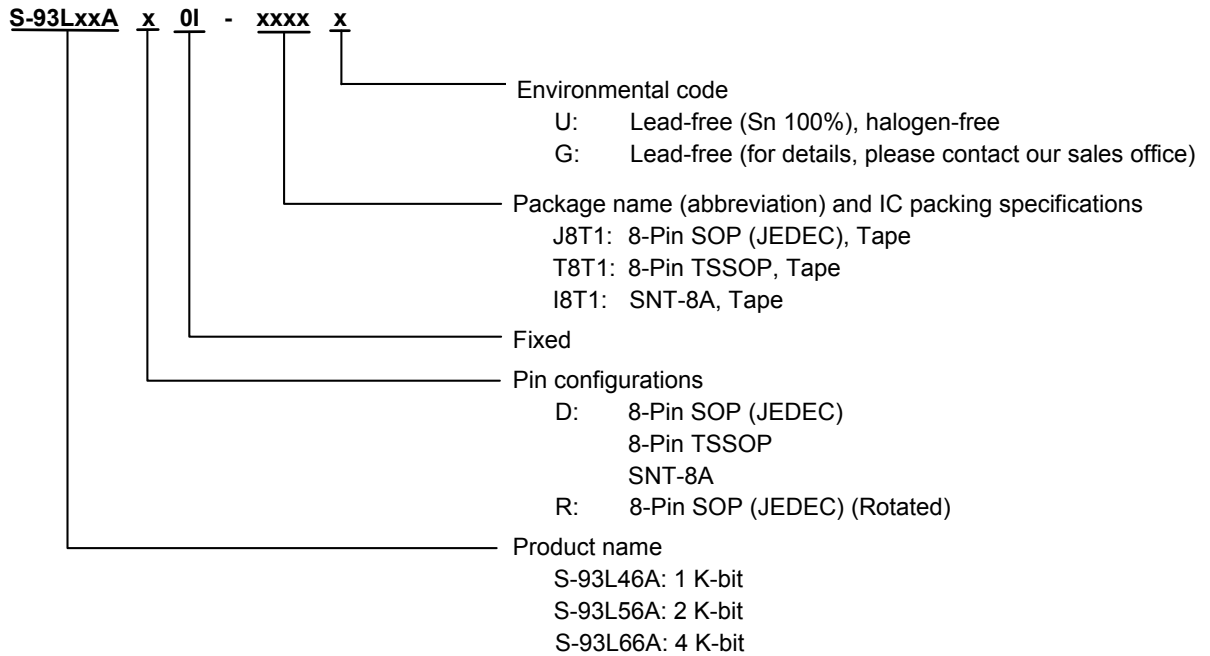 S-93LxxA x 0I - xxxx x
Environmental code
U: Lead-free (Sn 100%), halogen-free
G: Lead-free (for details, please contact our sales office)
Package name (abbreviation) and IC packing specifications
J8T1: 8-Pin SOP (JEDEC), Tape
T8T1: 8-Pin TSSOP, Tape
I8T1: SNT-8A, Tape
Fixed
Pin configurations
D: 8-Pin SOP (JEDEC)
8-Pin TSSOP
SNT-8A
R: 8-Pin SOP (JEDEC) (Rotated)
Product name
S-93L46A: 1 K-bit
S-93L56A: 2 K-bit
S-93L66A: 4 K-bit